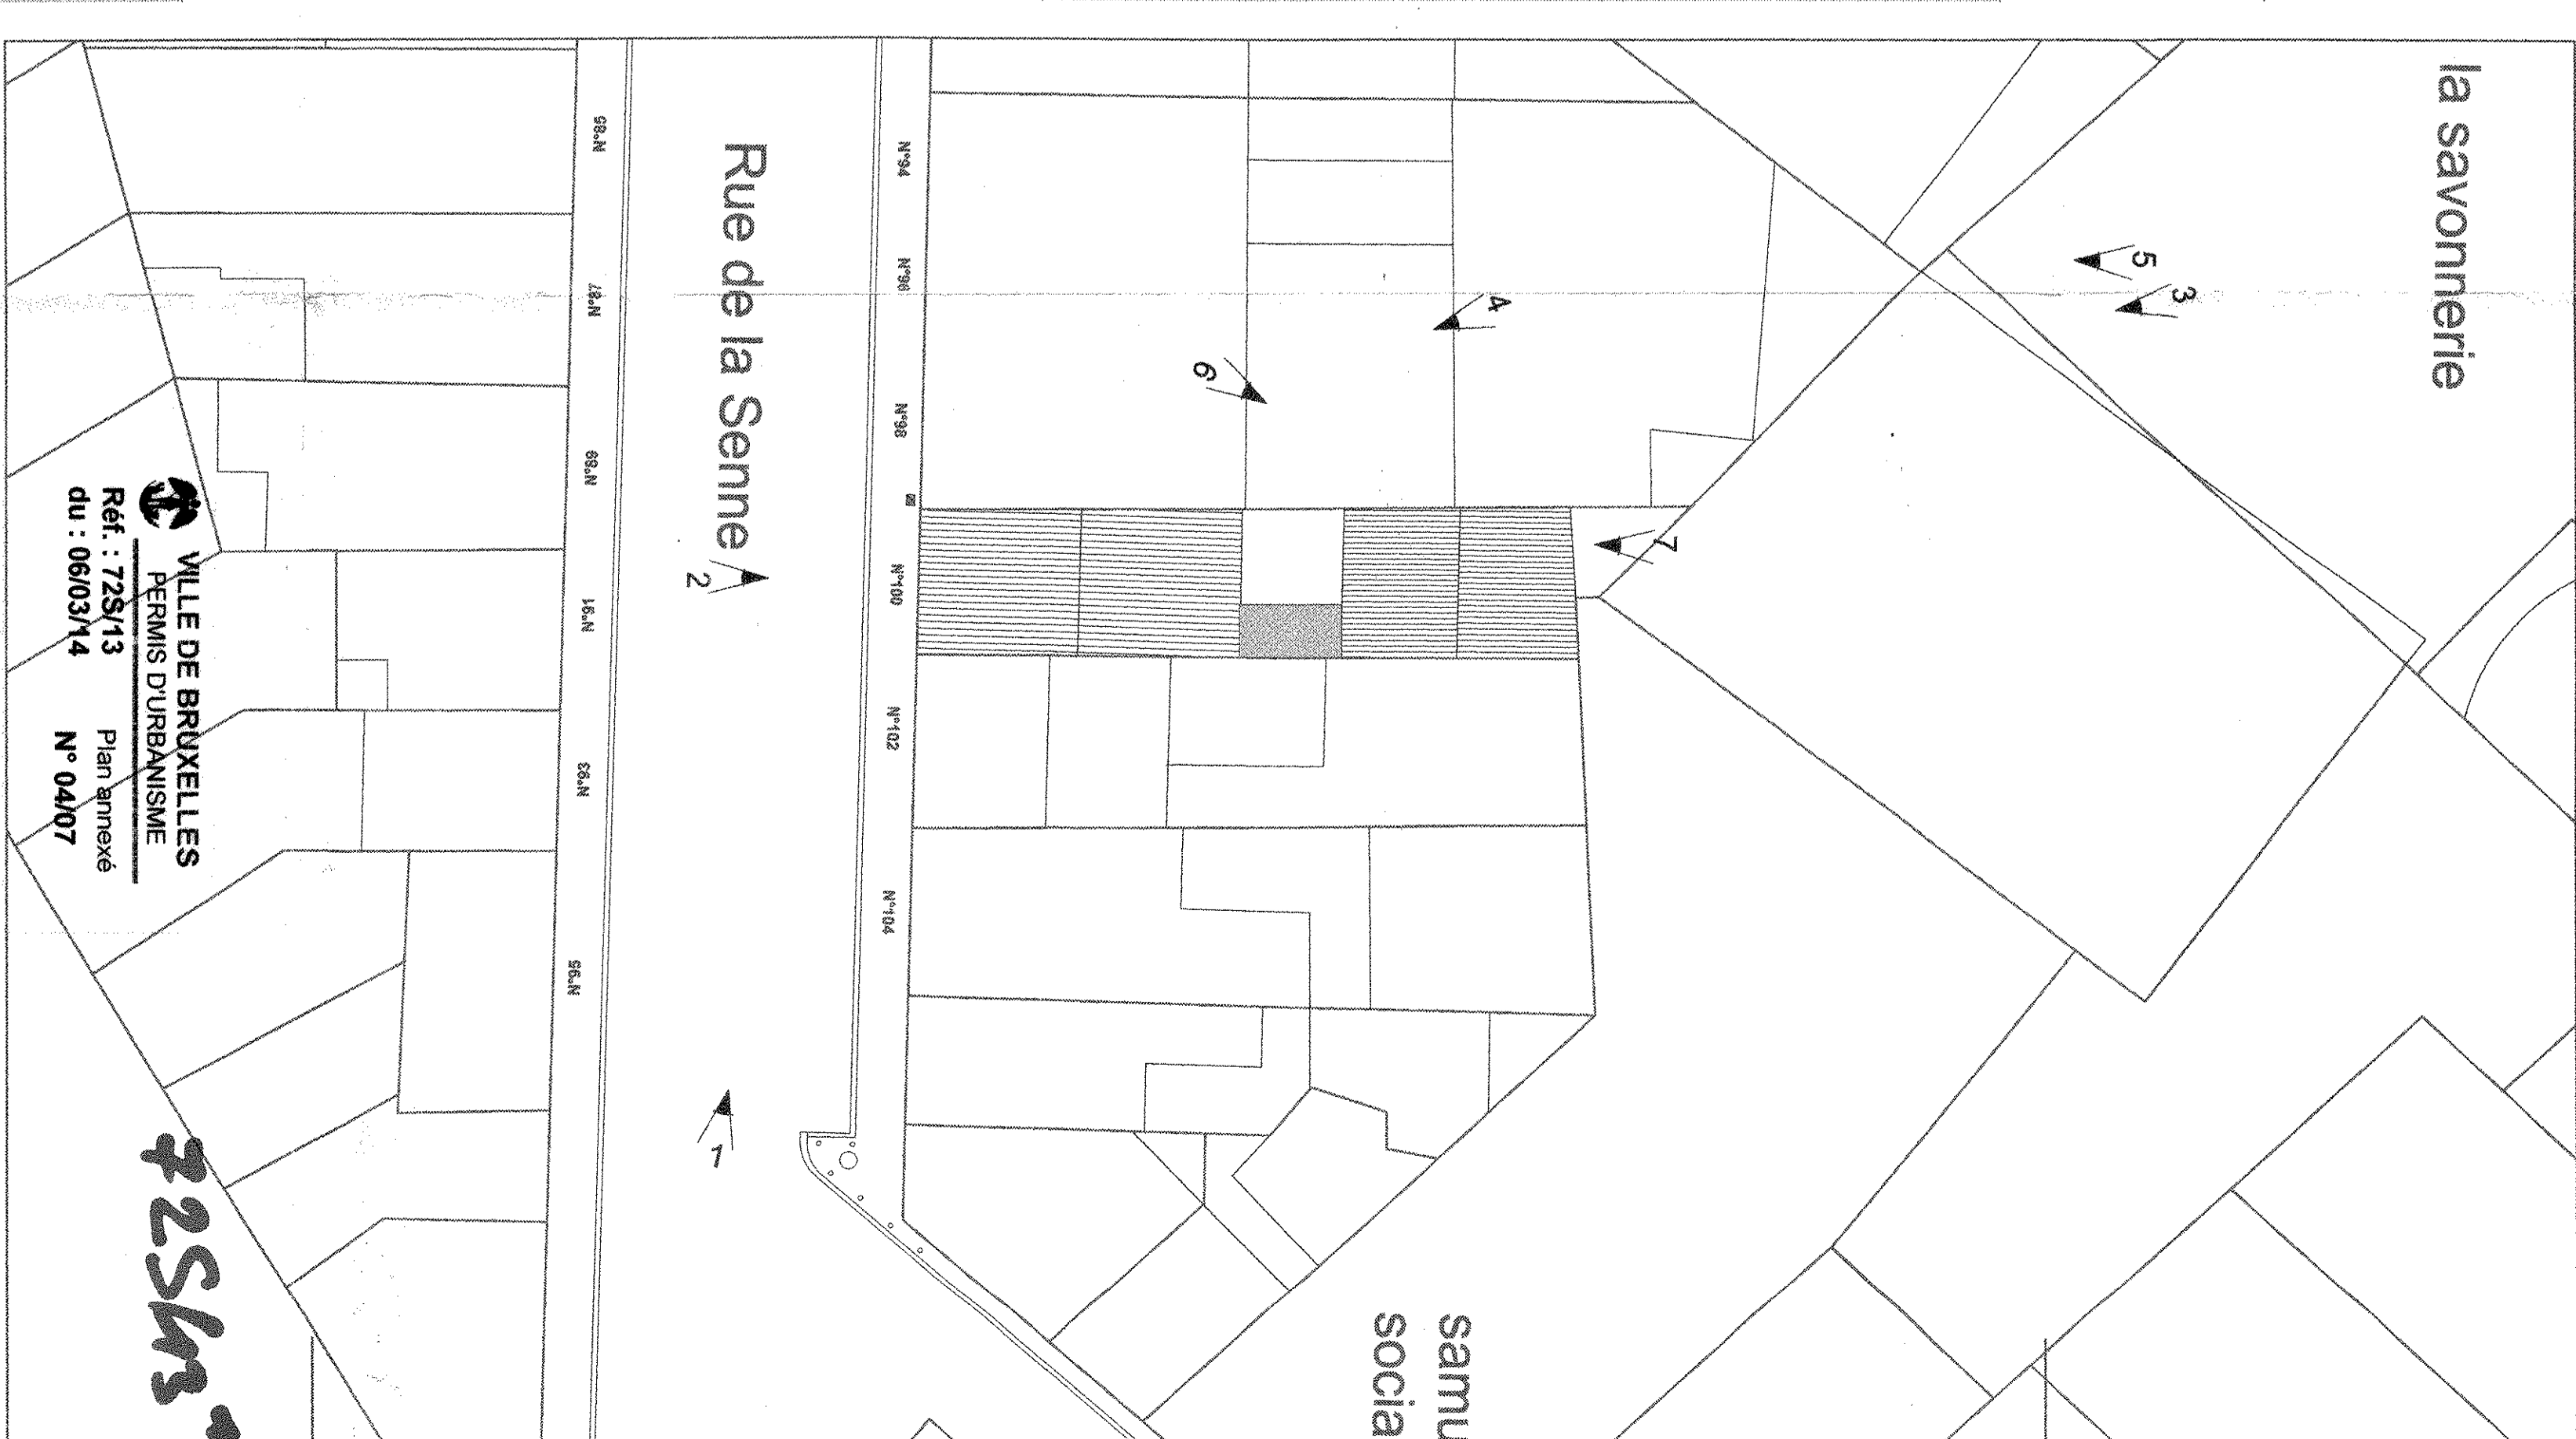 la savonnerie
5
3
4
6
7
2
1
Rue de la Senne
N°94
N°96
N°98
N°100
N°102
N°104
N°85
N°87
N°89
N°91
N°93
N°95
VILLE DE BRUXELLES
PERMIS D'URBANISME
Réf. : 72S/13 Plan annexé
du : 06/03/14 N° 04/07
72S/13
samu
socia